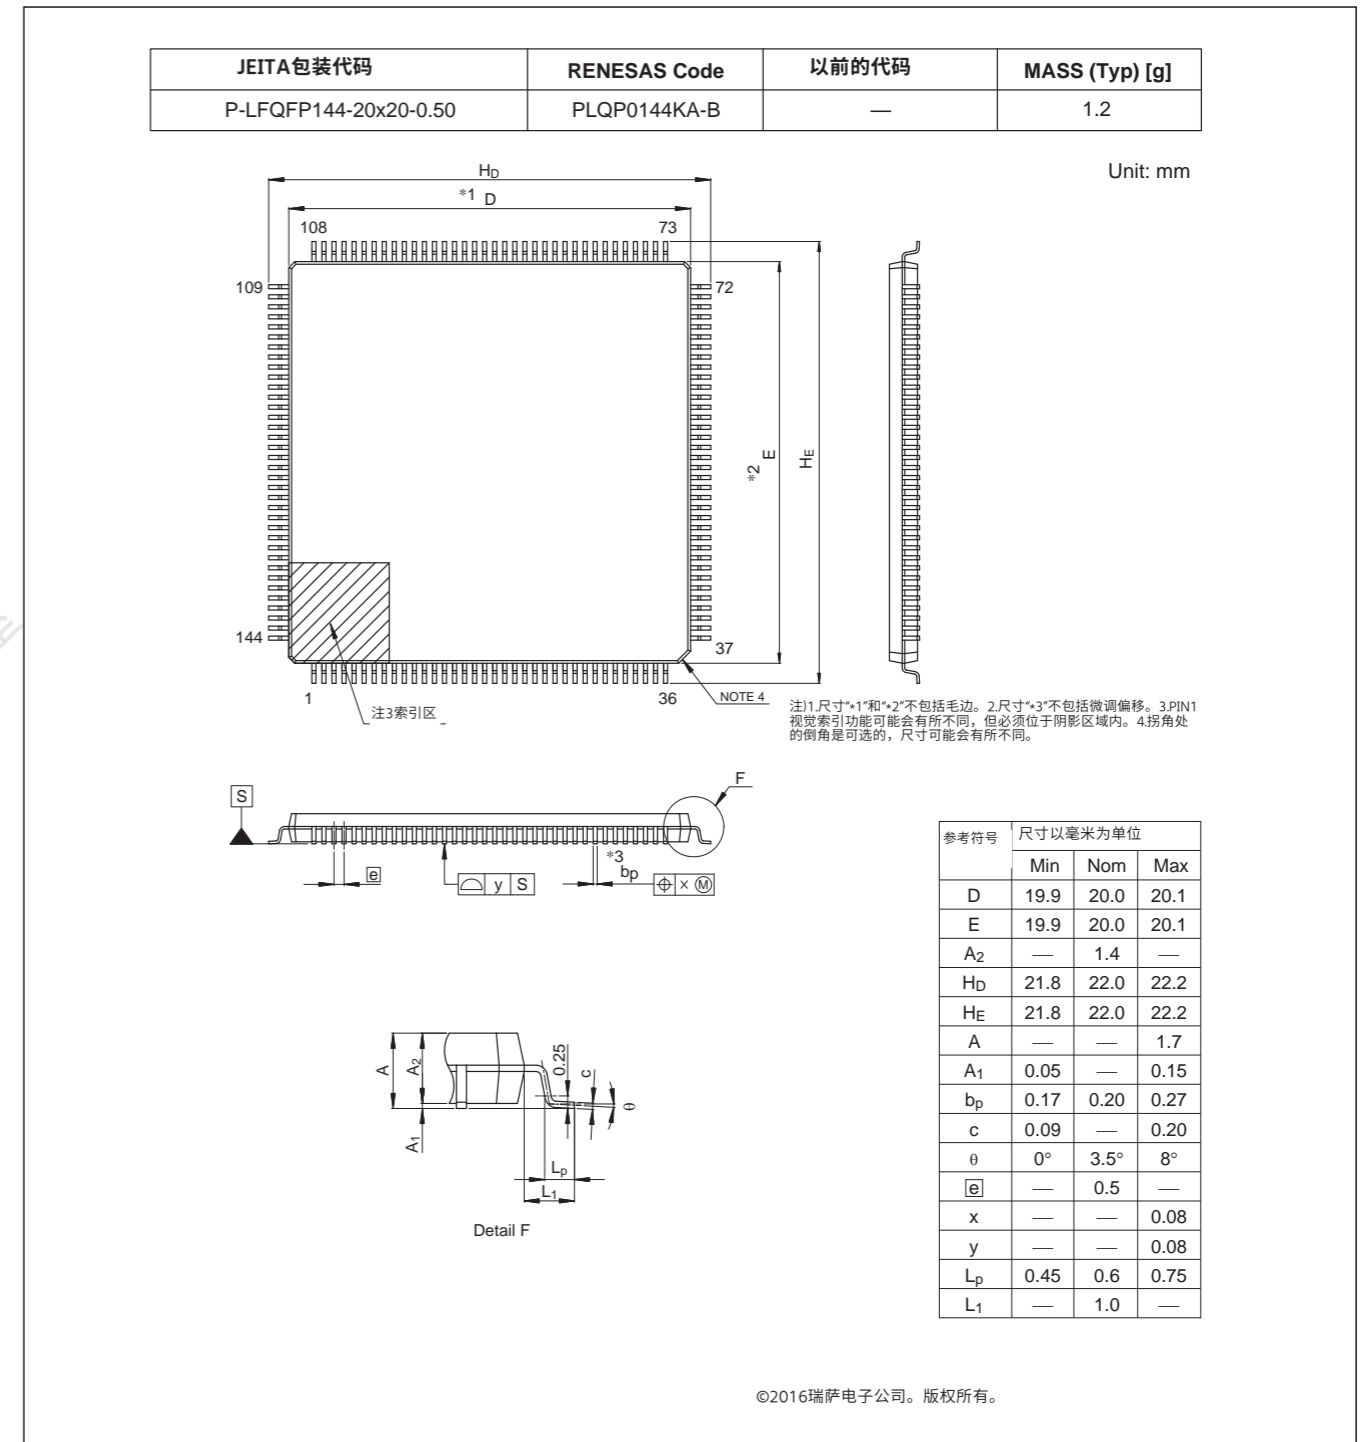 JEITA包装代码 RENESAS Code 以前的代码 MASS (Typ) [g]
P-LFQFP144-20x20-0.50 PLQP0144KA-B — 1.2
Unit: mm
HD
*1 D
108 73
109 72
*2 E
HE
144 37
1 36
NOTE 4
注3索引区
注)1.尺寸“*1”和“*2”不包括毛边。2.尺寸“*3”不包括微调偏移。3.PIN1
视觉索引功能可能会有所不同，但必须位于阴影区域内。4.拐角处
的倒角是可选的，尺寸可能会有所不同。
F
S
*3
e y S bp × M
参考符号 尺寸以毫米为单位
Min Nom Max
D 19.9 20.0 20.1
E 19.9 20.0 20.1
A2 — 1.4 —
HD 21.8 22.0 22.2
HE 21.8 22.0 22.2
A — — 1.7
A1 0.05 — 0.15
bp 0.17 0.20 0.27
c 0.09 — 0.20
θ 0° 3.5° 8°
e — 0.5 —
x — — 0.08
y — — 0.08
Lp 0.45 0.6 0.75
L1 — 1.0 —
A A2 0.25 c
θ
A1
Lp
L1
Detail F
©2016瑞萨电子公司。版权所有。